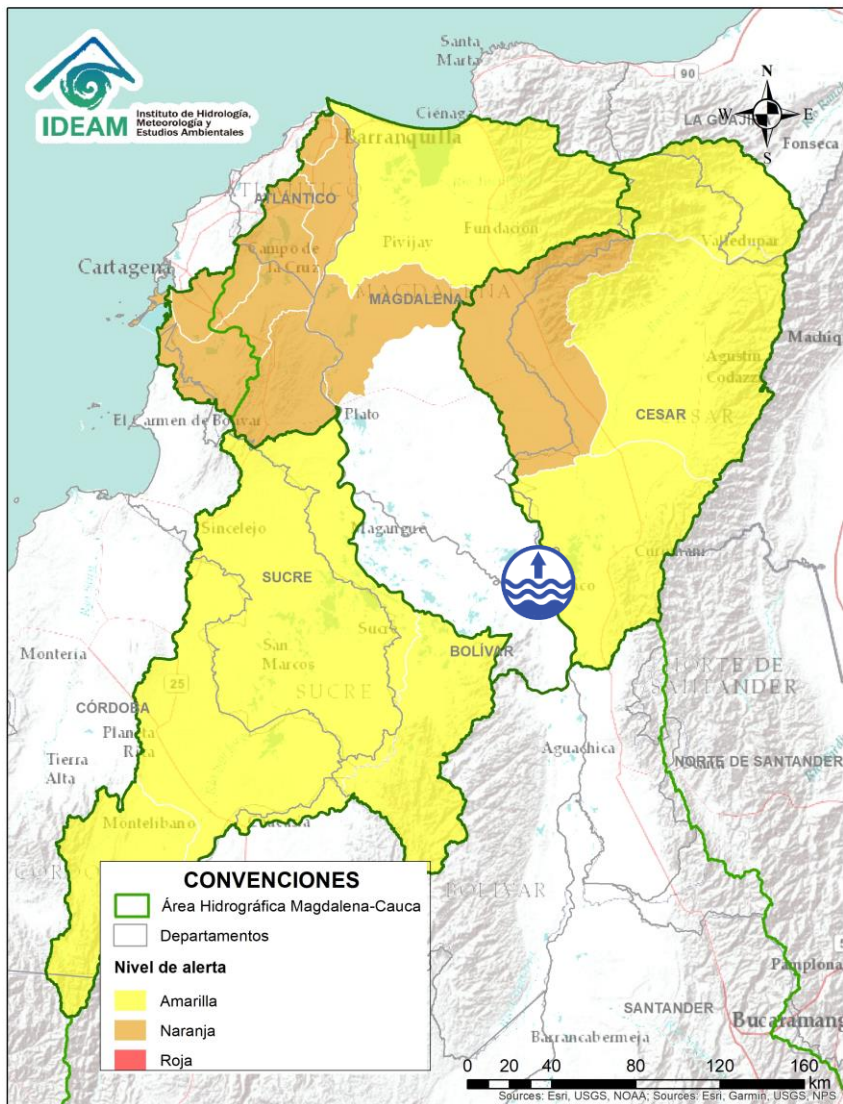 IDEAM
Instituto de Hidrología,
Meteorología y
Estudios Ambientales
Santa
Marta
90
N
W
E
S
LA GUAJI
Fonseca
Ciénaga
Barranquilla
ATLÁNTICO
Cartagena
Campo de
la Cruz
Pivijay
Fundación
Valledupar
MAGDALENA
Machiq
Agustín
Codazzi
CESAR
El Carmen de Bolívar
Plato
Sincelejo
Magangue
SUCRE
Sucre
San
Marcos
SUCRE
BOLÍVAR
Montería
25
CÓRDOBA
Planeta
Rica
Tierra
Alta
NORTE DE
SANTANDER
Aguachica
NORTE DE SANTANDER
Montelíbano
BOLÍVAR
CONVENCIONES
Área Hidrográfica Magdalena-Cauca
Departamentos
Nivel de alerta
Amarilla
Naranja
Roja
SANTANDER
Pamplona
Bucaramang
Barrancabermeja
0 20 40 80 120 160
km
Sources: Esri, USGS, NOAA; Sources: Esri, Garmin, USGS, NPS